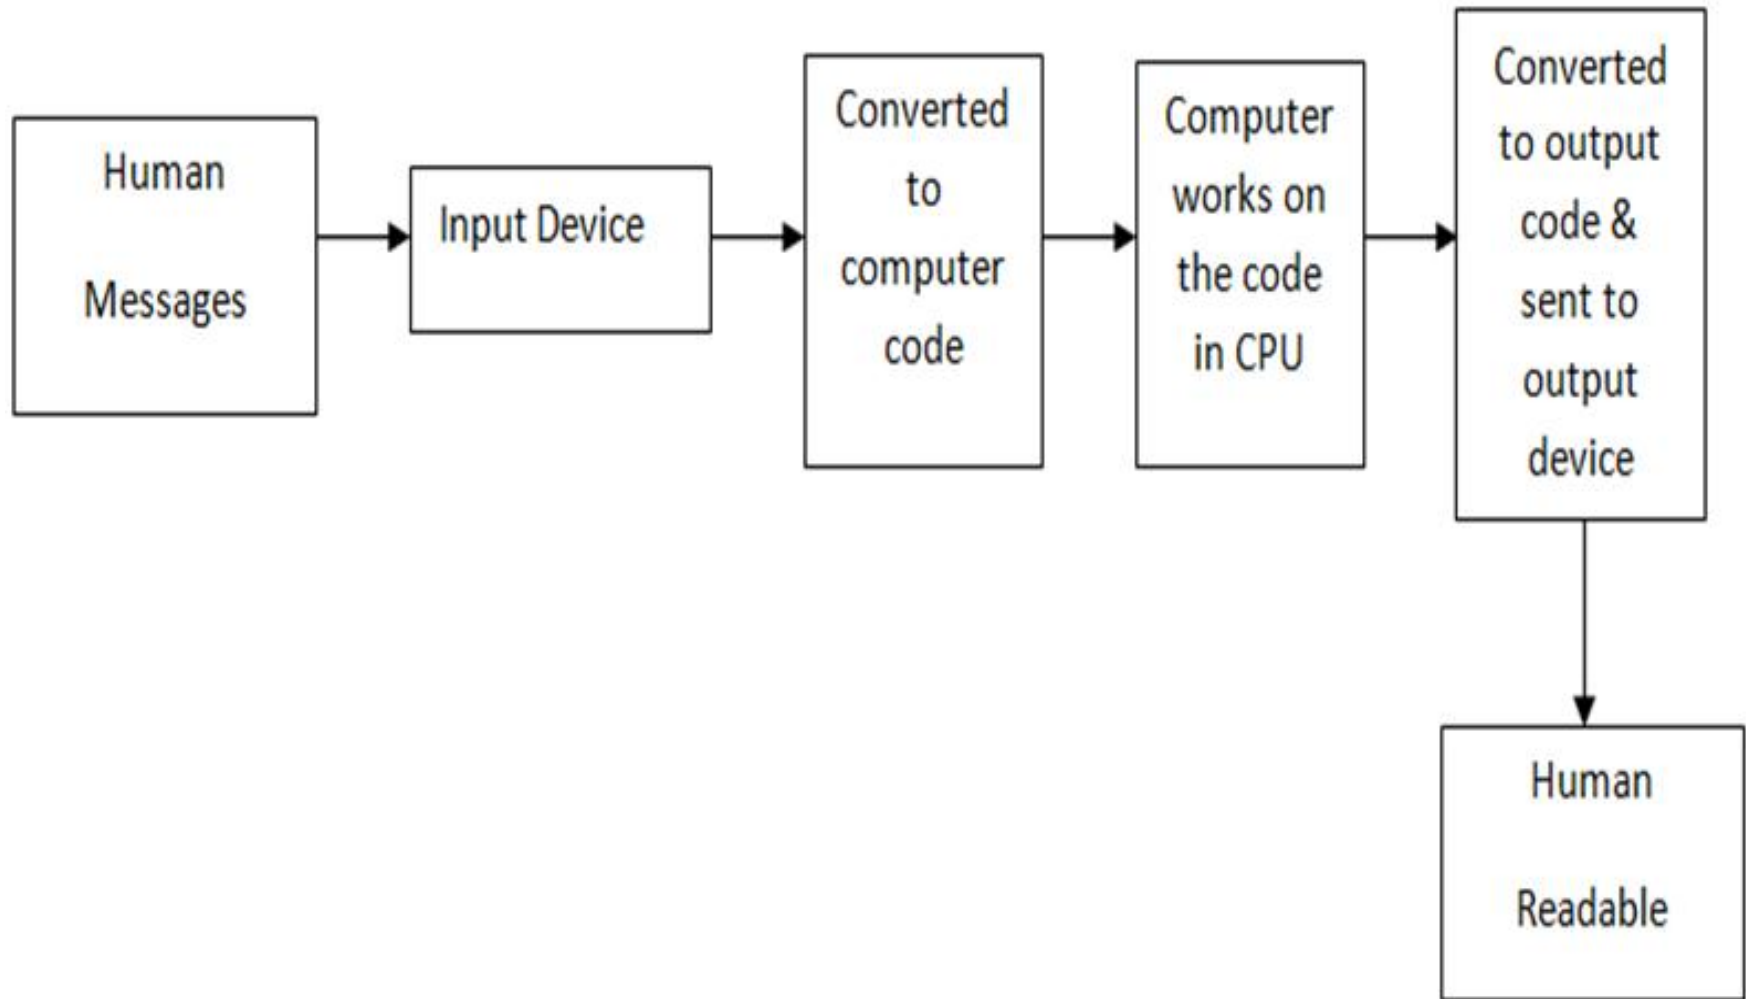 Human
Messages
Input Device
Converted
to
computer
code
Computer
works on
the code
in CPU
Converted
to output
code &
sent to
output
device
Human
Readable